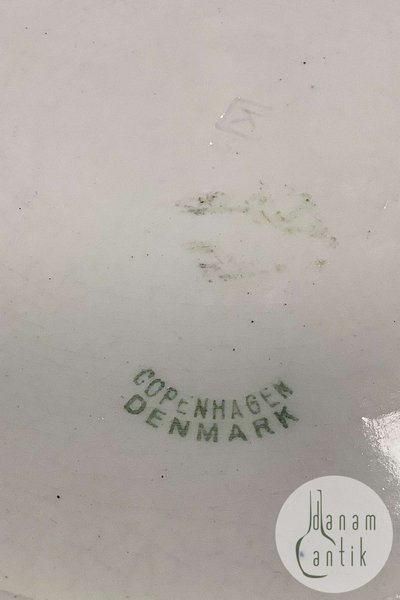 K
COPENHAGEN
DENMARK
danam
antik